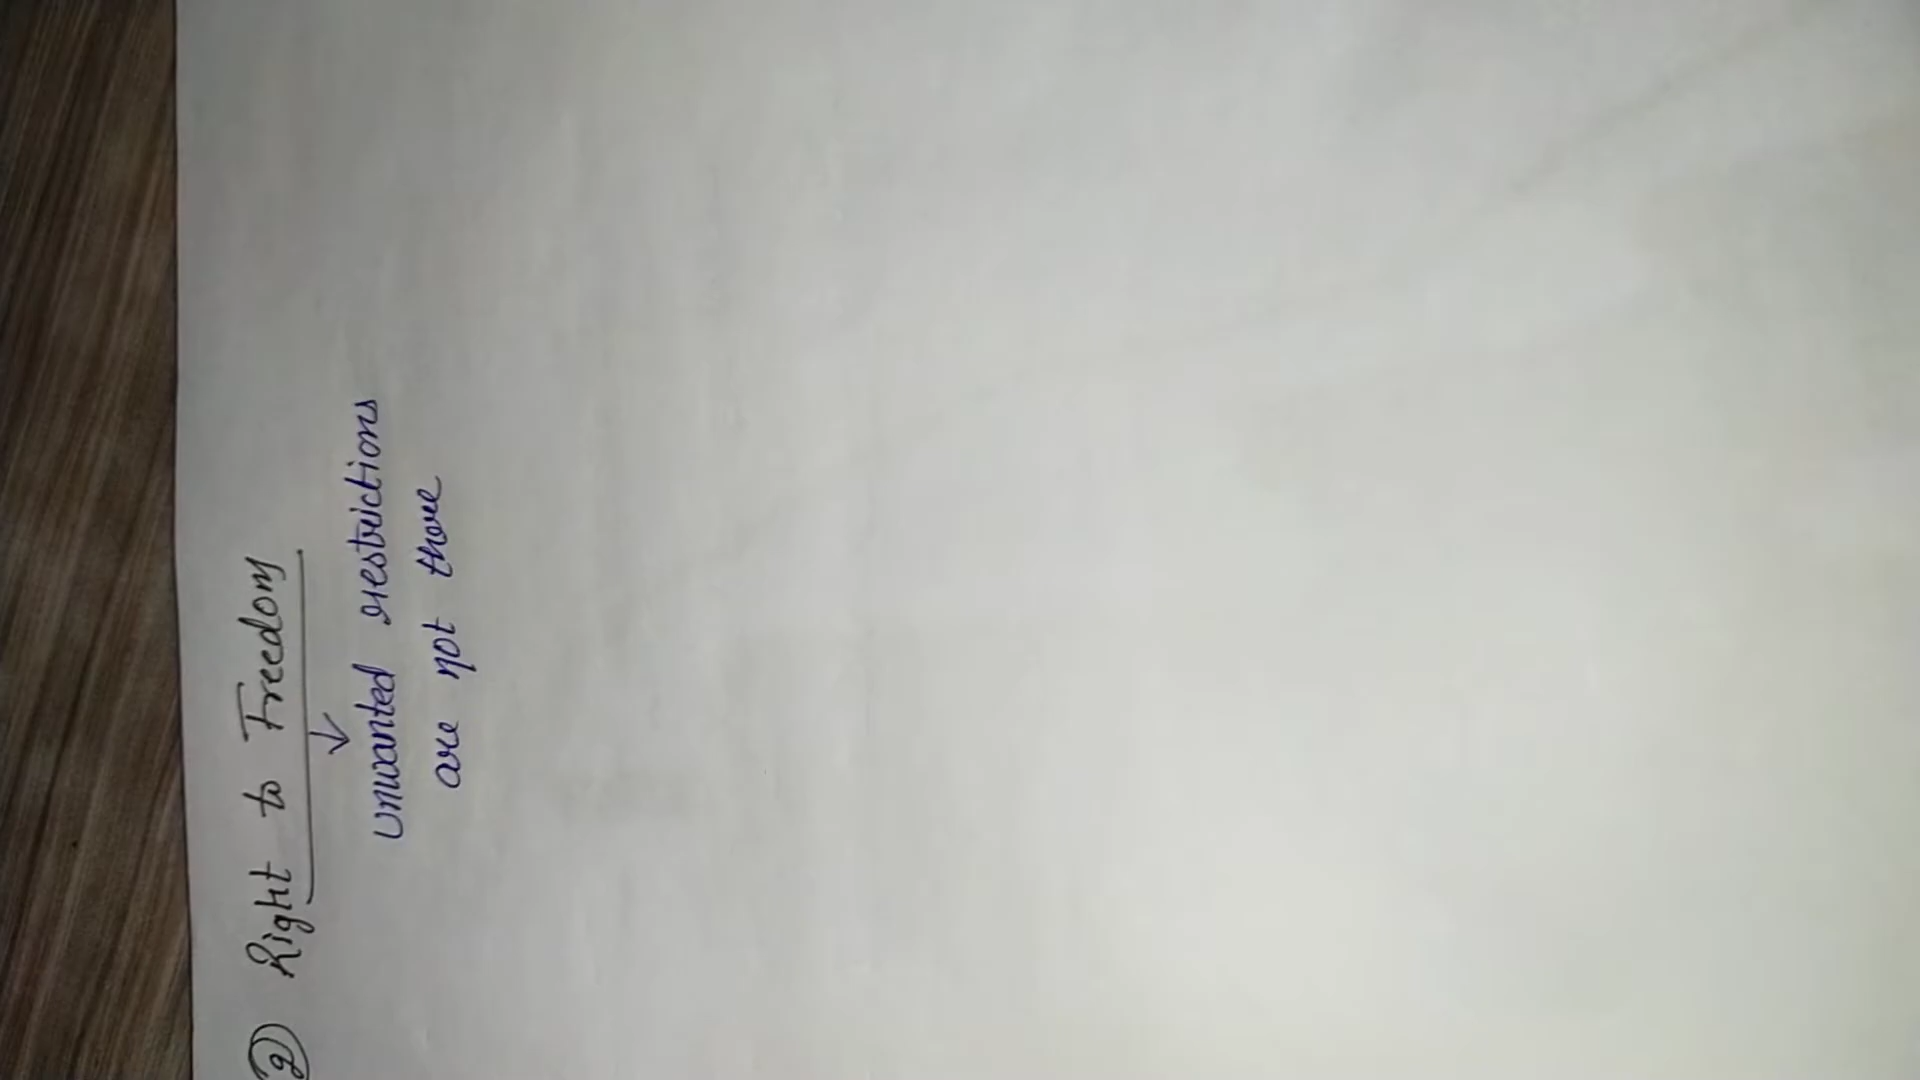 ② Right to Freedom
↓
Unwanted restrictions
are not there